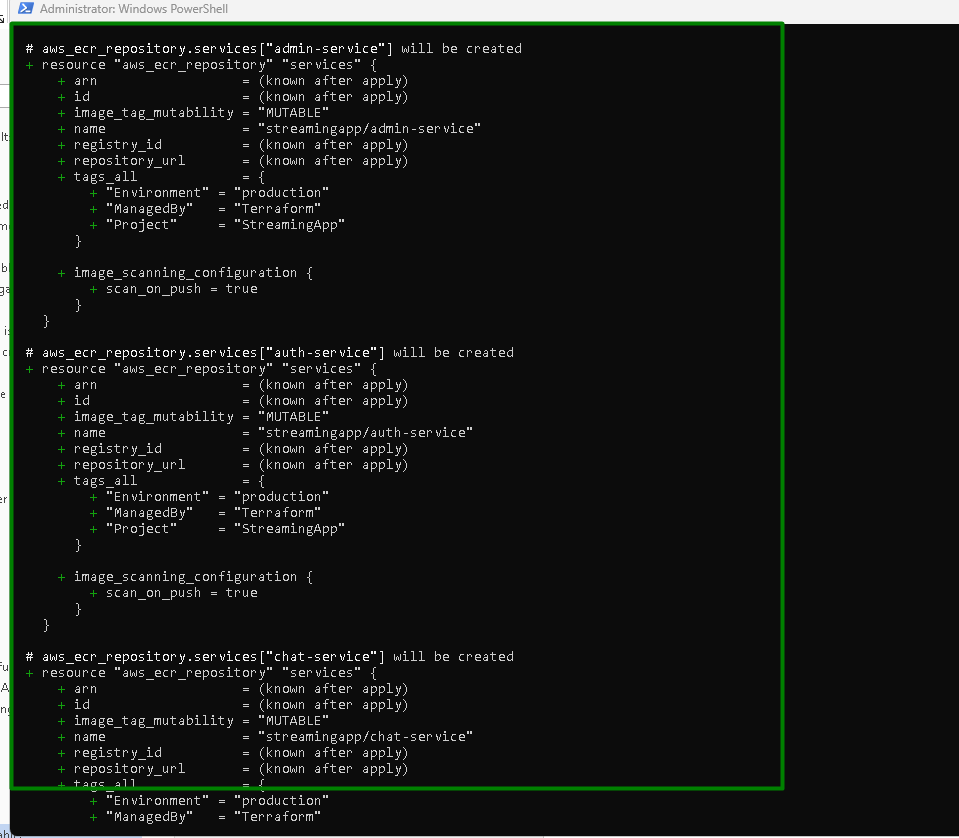 Administrator: Windows PowerShell
# aws_ecr_repository.services["admin-service"] will be created
+ resource "aws_ecr_repository" "services" {
+ arn = (known after apply)
+ id = (known after apply)
+ image_tag_mutability = "MUTABLE"
+ name = "streamingapp/admin-service"
+ registry_id = (known after apply)
+ repository_url = (known after apply)
+ tags_all = {
+ "Environment" = "production"
+ "ManagedBy" = "Terraform"
+ "Project" = "StreamingApp"
}
+ image_scanning_configuration {
+ scan_on_push = true
}
}
# aws_ecr_repository.services["auth-service"] will be created
+ resource "aws_ecr_repository" "services" {
+ arn = (known after apply)
+ id = (known after apply)
+ image_tag_mutability = "MUTABLE"
+ name = "streamingapp/auth-service"
+ registry_id = (known after apply)
+ repository_url = (known after apply)
+ tags_all = {
+ "Environment" = "production"
+ "ManagedBy" = "Terraform"
+ "Project" = "StreamingApp"
}
+ image_scanning_configuration {
+ scan_on_push = true
}
}
# aws_ecr_repository.services["chat-service"] will be created
+ resource "aws_ecr_repository" "services" {
+ arn = (known after apply)
+ id = (known after apply)
+ image_tag_mutability = "MUTABLE"
+ name = "streamingapp/chat-service"
+ registry_id = (known after apply)
+ repository_url = (known after apply)
+ tags_all = {
+ "Environment" = "production"
+ "ManagedBy" = "Terraform"